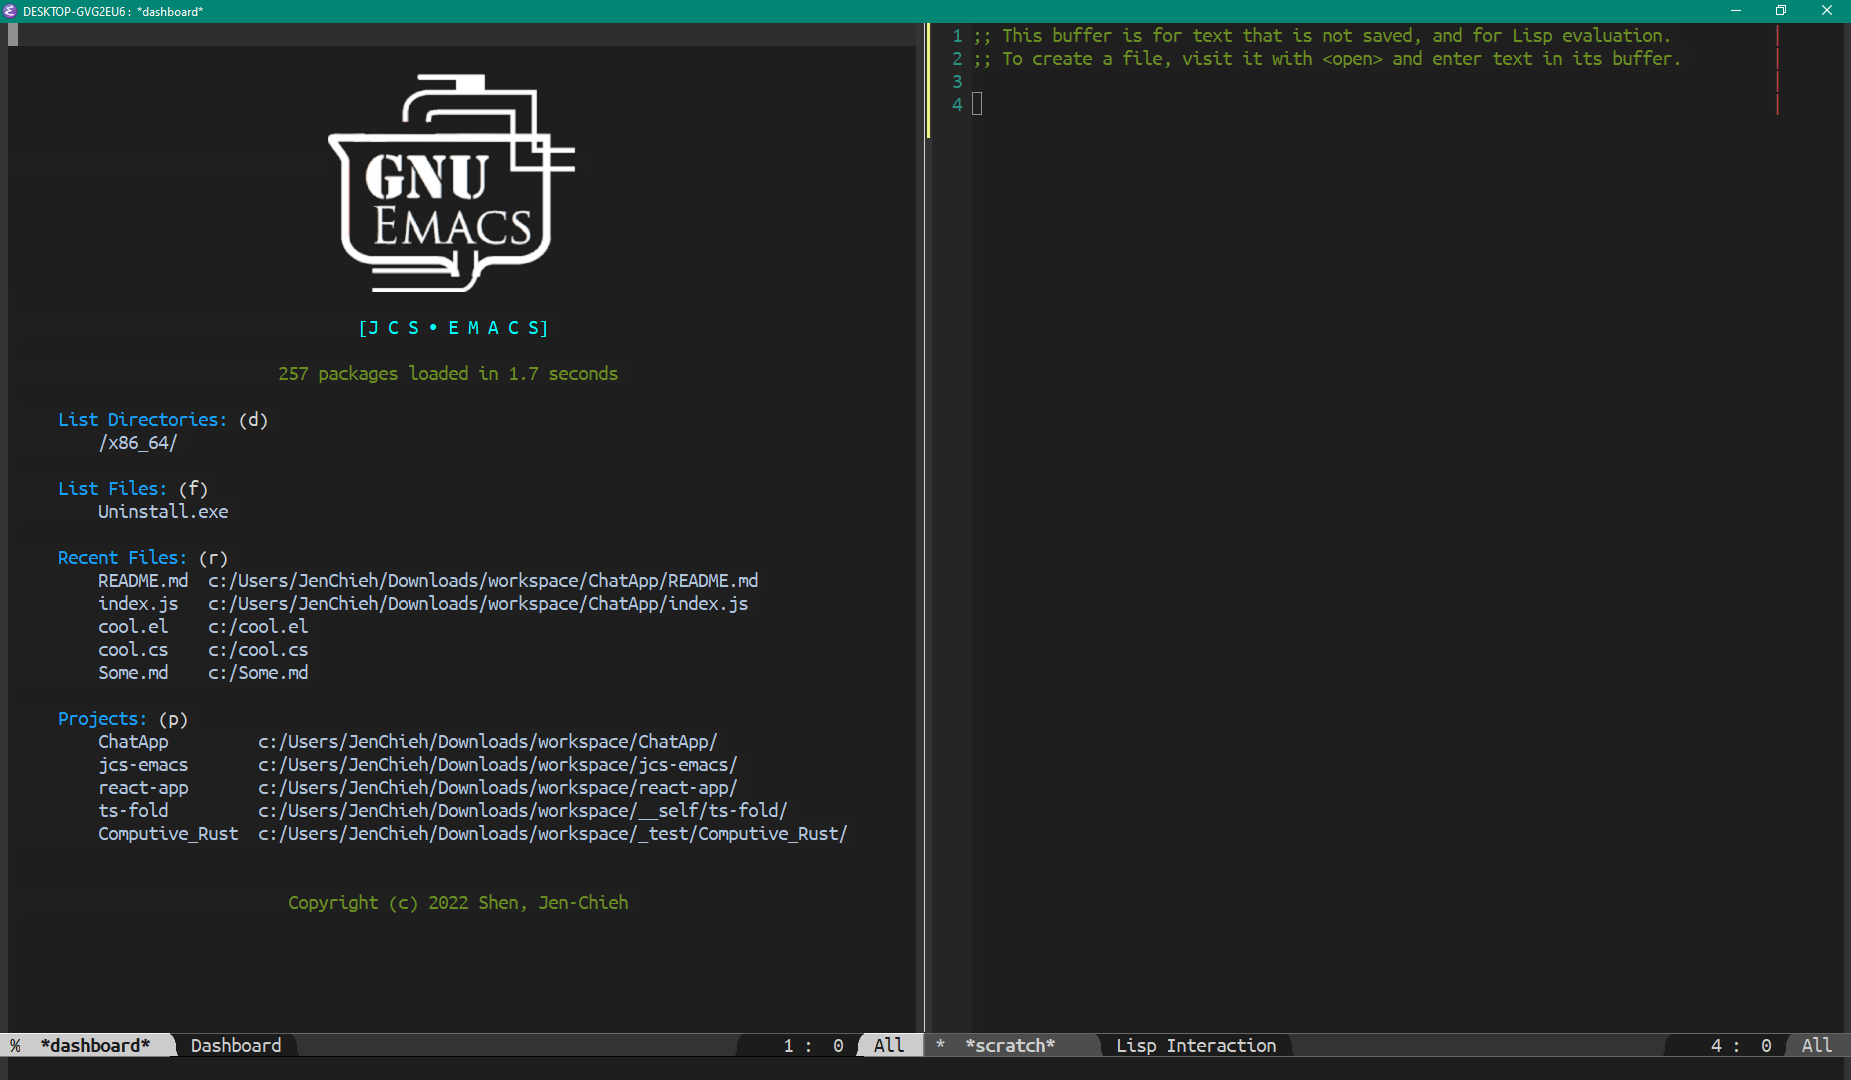 DESKTOP-GVG2EU6: *dashboard*
GNU
EMACS
[J C S • E M A C S]
257 packages loaded in 1.7 seconds
List Directories: (d)
/x86_64/
List Files: (f)
Uninstall.exe
Recent Files: (r)
README.md c:/Users/JenChieh/Downloads/workspace/ChatApp/README.md
index.js c:/Users/JenChieh/Downloads/workspace/ChatApp/index.js
cool.el c:/cool.el
cool.cs c:/cool.cs
Some.md c:/Some.md
Projects: (p)
ChatApp c:/Users/JenChieh/Downloads/workspace/ChatApp/
jcs-emacs c:/Users/JenChieh/Downloads/workspace/jcs-emacs/
react-app c:/Users/JenChieh/Downloads/workspace/react-app/
ts-fold c:/Users/JenChieh/Downloads/workspace/__self/ts-fold/
Computive_Rust c:/Users/JenChieh/Downloads/workspace/_test/Computive_Rust/
Copyright (c) 2022 Shen, Jen-Chieh
% *dashboard* Dashboard 1 : 0 All
1 ;; This buffer is for text that is not saved, and for Lisp evaluation.
2 ;; To create a file, visit it with <open> and enter text in its buffer.
3
4
* *scratch* Lisp Interaction 4 : 0 All